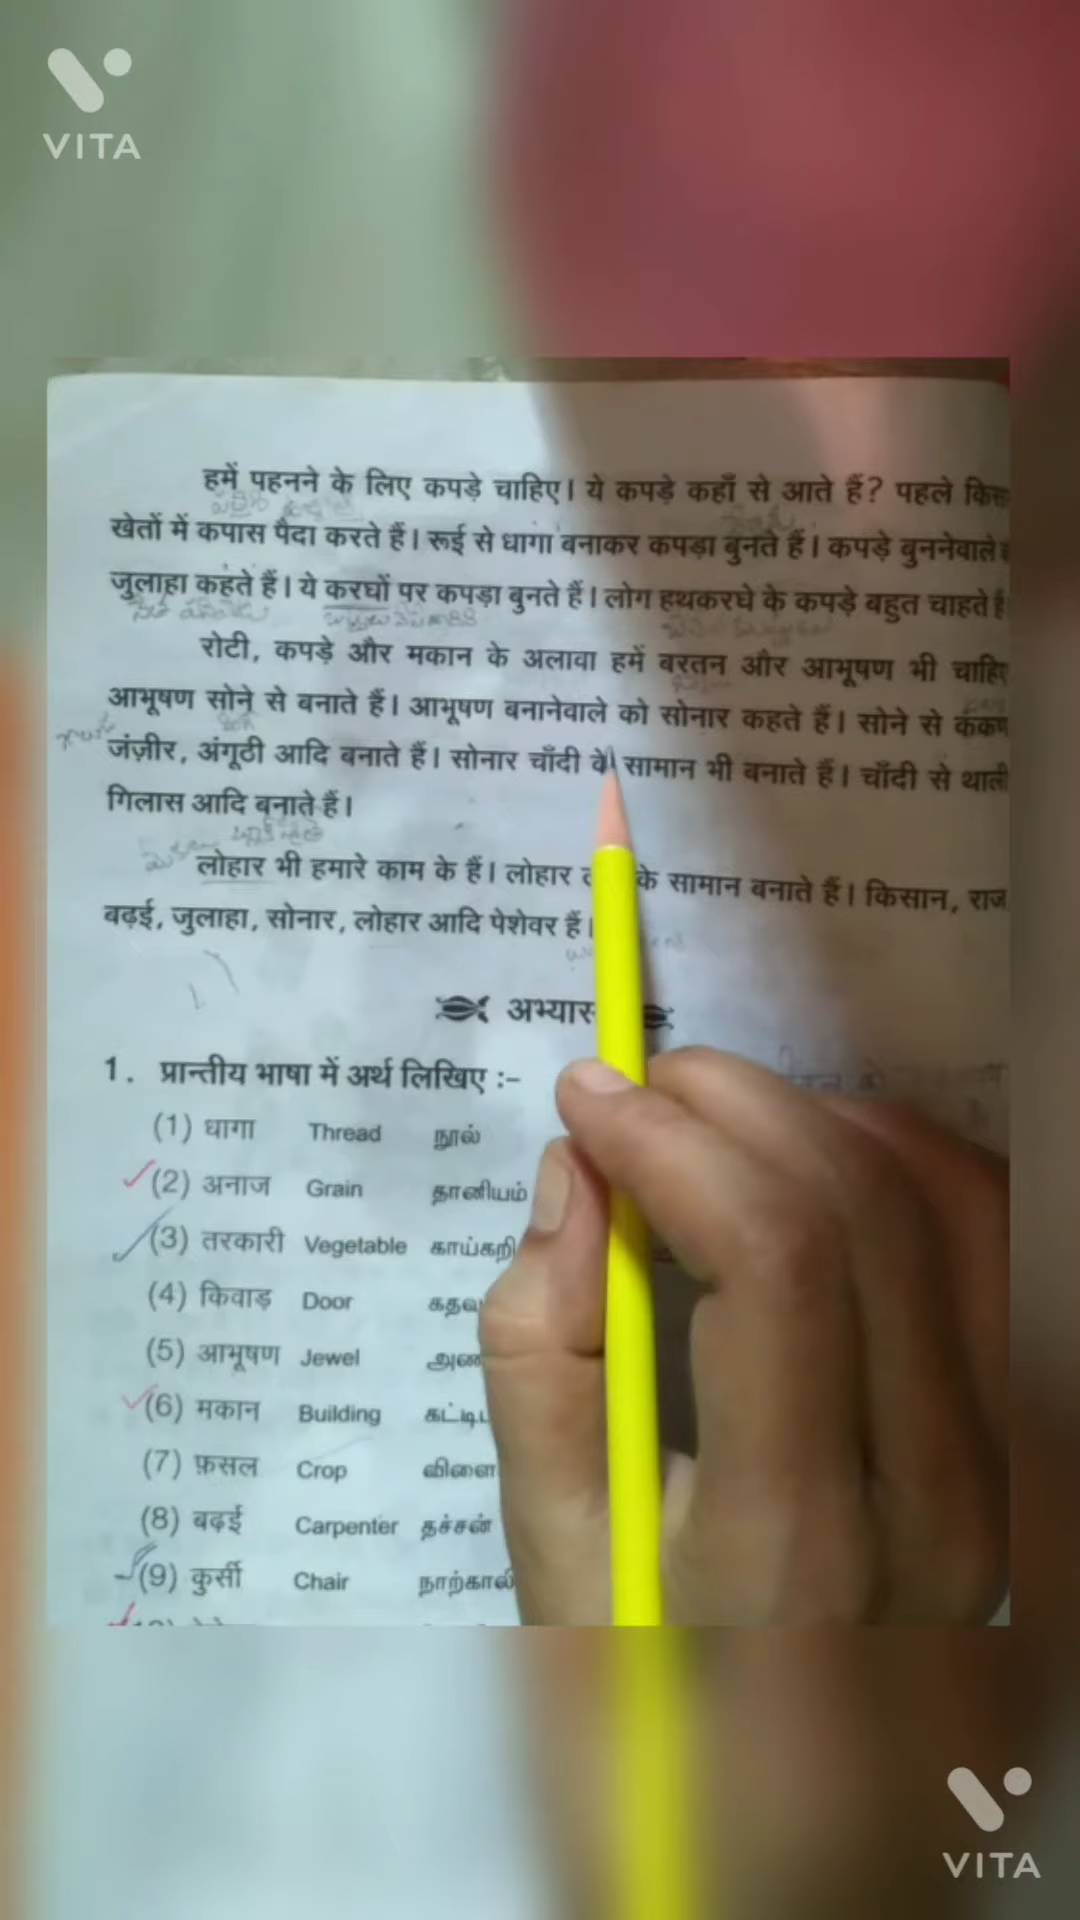 VITA
हमें पहनने के लिए कपड़े चाहिए। ये कपड़े कहाँ से आते हैं? पहले
खेतों में कपास पैदा करते हैं। रूई से धागा बनाकर कपड़ा बुनते हैं। कपड़े बुननेवाले
जुलाहा कहते हैं। ये करघों पर कपड़ा बुनते हैं। लोग हथकरघे के कपड़े बहुत चाहते हैं
रोटी, कपड़े और मकान के अलावा हमें बरतन और आभूषण भी
आभूषण सोने से बनाते हैं। आभूषण बनानेवाले को सोनार कहते हैं। सोने से कंकण
जंज़ीर, अंगूठी आदि बनाते हैं। सोनार चाँदी के सामान भी बनाते हैं। चाँदी से थाली
गिलास आदि बनाते हैं।
लोहार भी हमारे काम के हैं। लोहार के सामान बनाते हैं। किसान, राज
बढ़ई, जुलाहा, सोनार, लोहार आदि पेशेवर हैं।
अभ्यास
1. प्रान्तीय भाषा में अर्थ लिखिए :-
(1) धागा Thread நூல்
(2) अनाज Grain தானியம்
(3) तरकारी Vegetable காய்கறி
(4) किवाड़ Door
(5) आभूषण Jewel
(6) मकान Building
(7) फ़सल Crop
(8) बढ़ई Carpenter தச்சன்
(9) कुर्सी Chair நாற்காலி
VITA